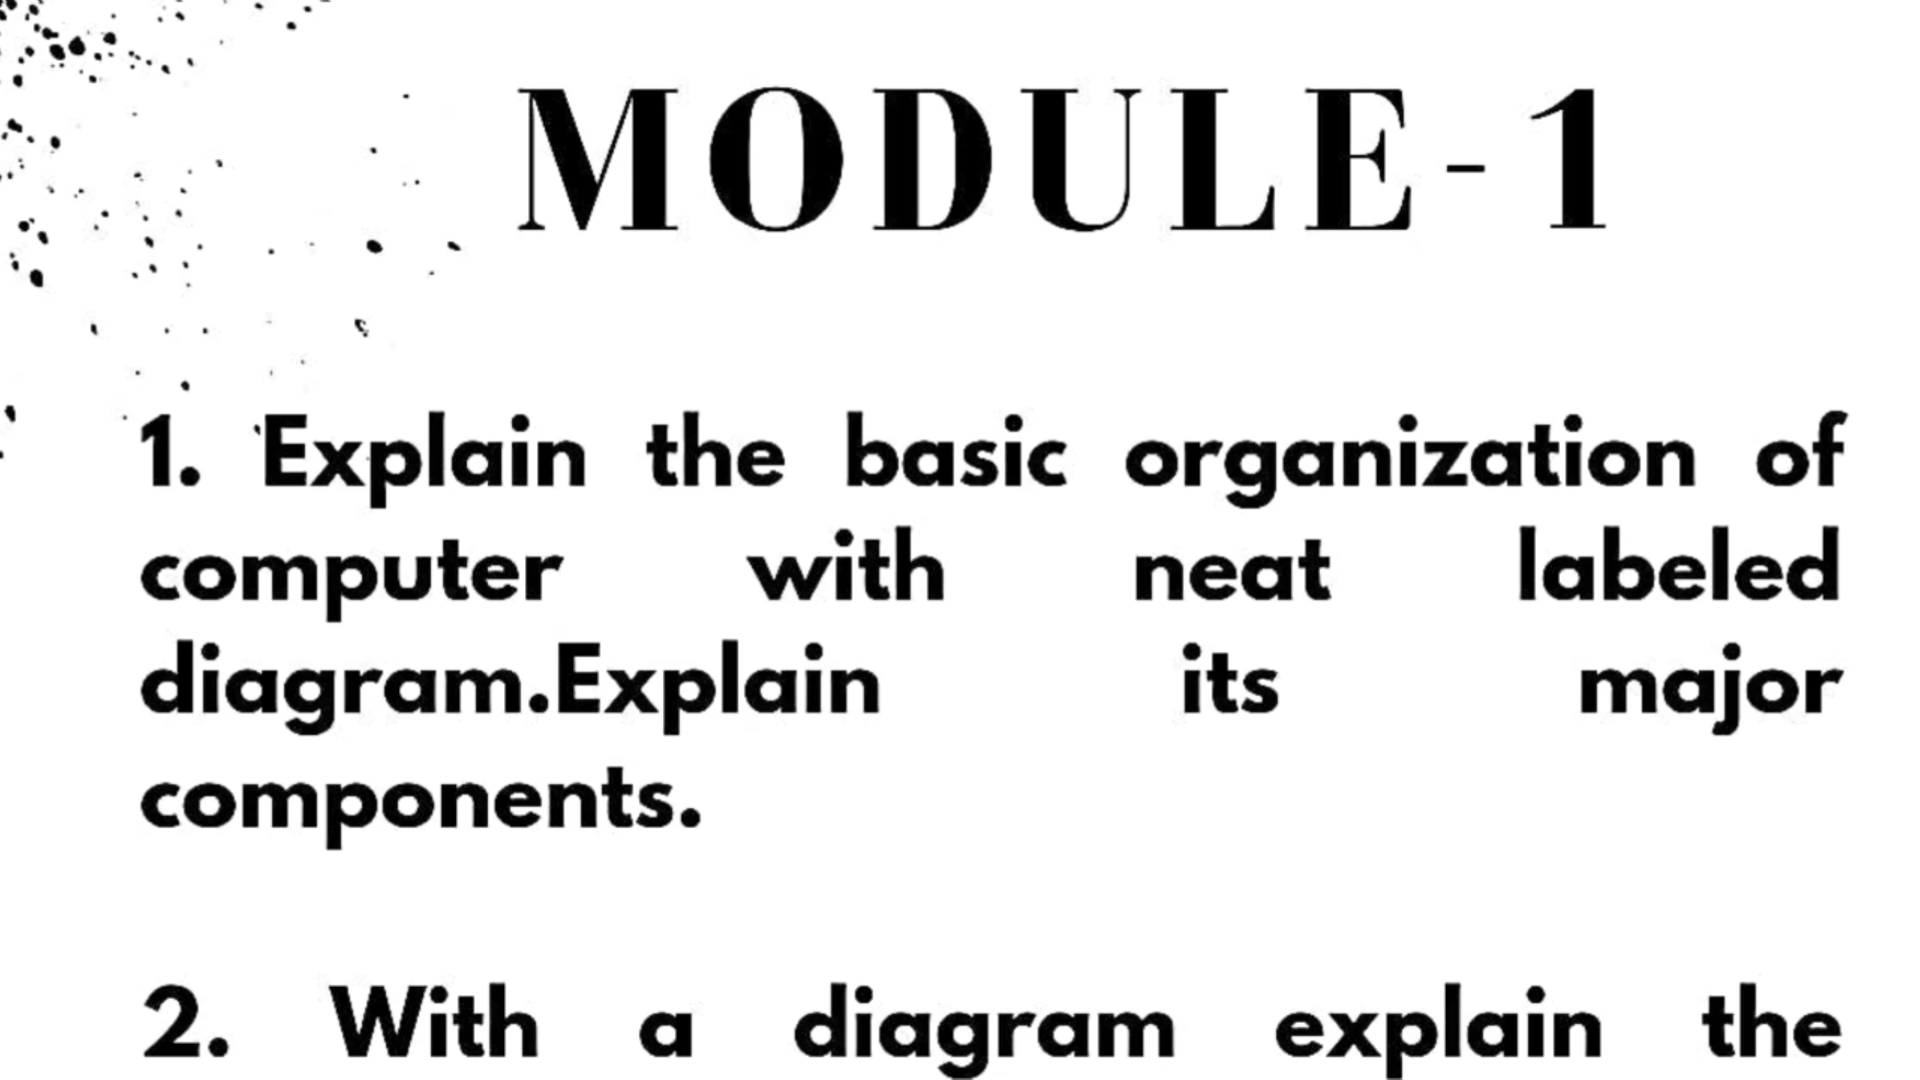 MODULE-1
1. Explain the basic organization of
computer with neat labeled
diagram.Explain its major
components.
2. With a diagram explain the